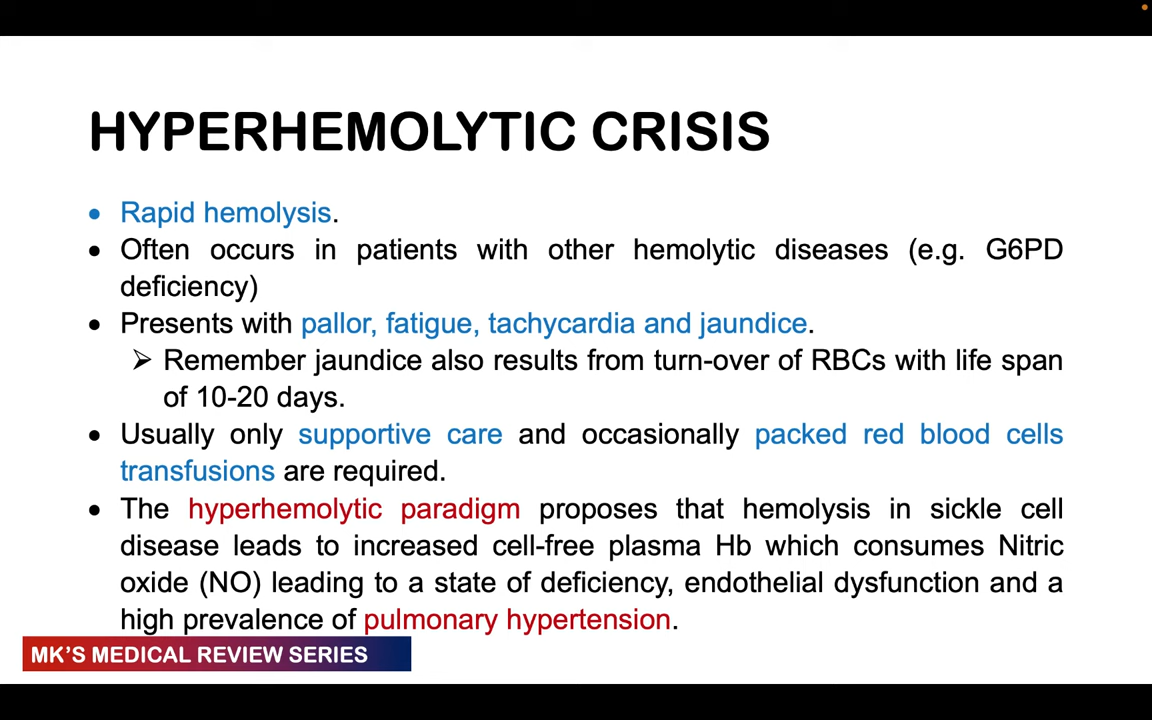 HYPERHEMOLYTIC CRISIS
• Rapid hemolysis.
• Often occurs in patients with other hemolytic diseases (e.g. G6PD
deficiency)
• Presents with pallor, fatigue, tachycardia and jaundice.
➢ Remember jaundice also results from turn-over of RBCs with life span
of 10-20 days.
• Usually only supportive care and occasionally packed red blood cells
transfusions are required.
• The hyperhemolytic paradigm proposes that hemolysis in sickle cell
disease leads to increased cell-free plasma Hb which consumes Nitric
oxide (NO) leading to a state of deficiency, endothelial dysfunction and a
high prevalence of pulmonary hypertension.
MK'S MEDICAL REVIEW SERIES